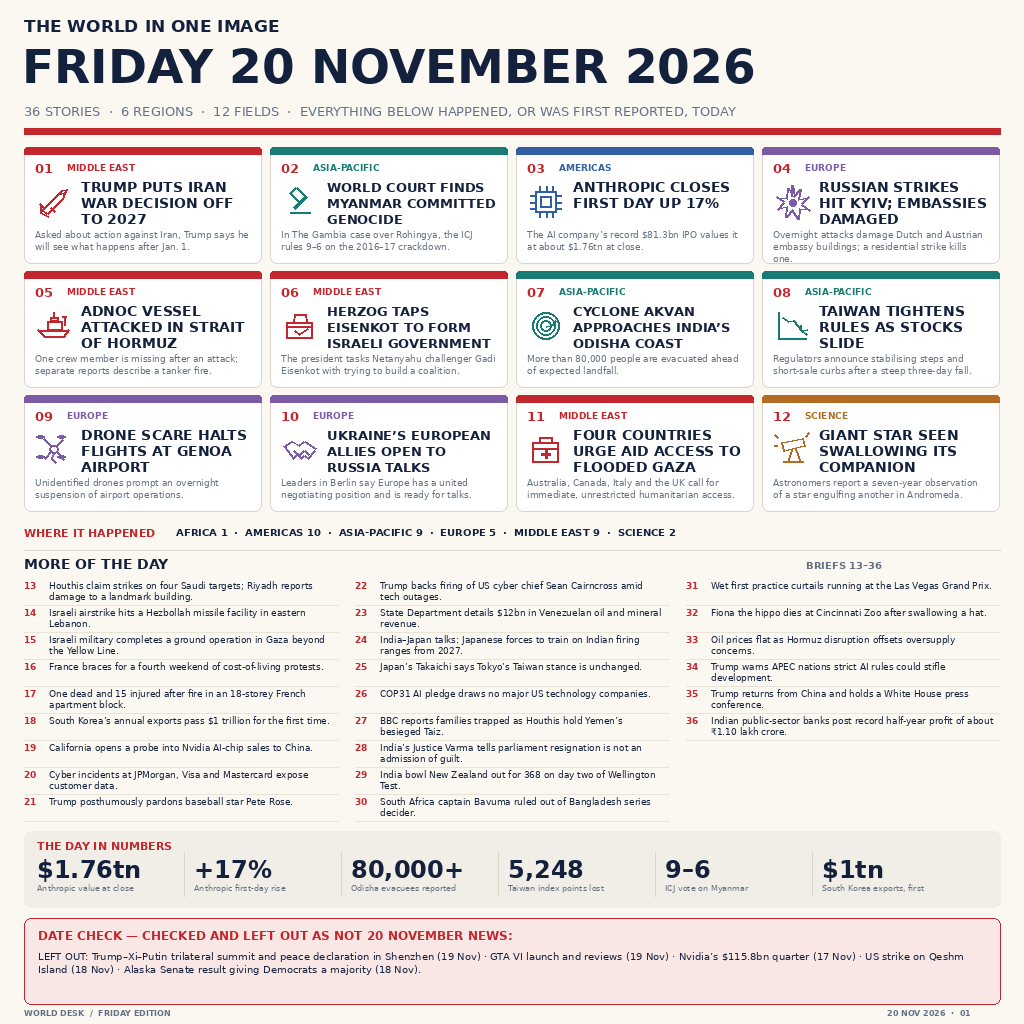 THE WORLD IN ONE IMAGE
FRIDAY 20 NOVEMBER 2026
36 STORIES · 6 REGIONS · 12 FIELDS · EVERYTHING BELOW HAPPENED, OR WAS FIRST REPORTED, TODAY
01 MIDDLE EAST
TRUMP PUTS IRAN
WAR DECISION OFF
TO 2027
Asked about action against Iran, Trump says he
will see what happens after Jan. 1.
02 ASIA-PACIFIC
WORLD COURT FINDS
MYANMAR COMMITTED
GENOCIDE
In The Gambia case over Rohingya, the ICJ
rules 9–6 on the 2016–17 crackdown.
03 AMERICAS
ANTHROPIC CLOSES
FIRST DAY UP 17%
The AI company's record $81.3bn IPO values it
at about $1.76tn at close.
04 EUROPE
RUSSIAN STRIKES
HIT KYIV; EMBASSIES
DAMAGED
Overnight attacks damage Dutch and Austrian
embassy buildings; a residential strike kills
one.
05 MIDDLE EAST
ADNOC VESSEL
ATTACKED IN STRAIT
OF HORMUZ
One crew member is missing after an attack;
separate reports describe a tanker fire.
06 MIDDLE EAST
HERZOG TAPS
EISENKOT TO FORM
ISRAELI GOVERNMENT
The president tasks Netanyahu challenger Gadi
Eisenkot with trying to build a coalition.
07 ASIA-PACIFIC
CYCLONE AKVAN
APPROACHES INDIA'S
ODISHA COAST
More than 80,000 people are evacuated ahead
of expected landfall.
08 ASIA-PACIFIC
TAIWAN TIGHTENS
RULES AS STOCKS
SLIDE
Regulators announce stabilising steps and
short-sale curbs after a steep three-day fall.
09 EUROPE
DRONE SCARE HALTS
FLIGHTS AT GENOA
AIRPORT
Unidentified drones prompt an overnight
suspension of airport operations.
10 EUROPE
UKRAINE'S EUROPEAN
ALLIES OPEN TO
RUSSIA TALKS
Leaders in Berlin say Europe has a united
negotiating position and is ready for talks.
11 MIDDLE EAST
FOUR COUNTRIES
URGE AID ACCESS TO
FLOODED GAZA
Australia, Canada, Italy and the UK call for
immediate, unrestricted humanitarian access.
12 SCIENCE
GIANT STAR SEEN
SWALLOWING ITS
COMPANION
Astronomers report a seven-year observation
of a star engulfing another in Andromeda.
WHERE IT HAPPENED AFRICA 1 · AMERICAS 10 · ASIA-PACIFIC 9 · EUROPE 5 · MIDDLE EAST 9 · SCIENCE 2
MORE OF THE DAY
BRIEFS 13–36
13 Houthis claim strikes on four Saudi targets; Riyadh reports
damage to a landmark building.
14 Israeli airstrike hits a Hezbollah missile facility in eastern
Lebanon.
15 Israeli military completes a ground operation in Gaza beyond
the Yellow Line.
16 France braces for a fourth weekend of cost-of-living protests.
17 One dead and 15 injured after fire in an 18-storey French
apartment block.
18 South Korea's annual exports pass $1 trillion for the first time.
19 California opens a probe into Nvidia AI-chip sales to China.
20 Cyber incidents at JPMorgan, Visa and Mastercard expose
customer data.
21 Trump posthumously pardons baseball star Pete Rose.
22 Trump backs firing of US cyber chief Sean Cairncross amid
tech outages.
23 State Department details $12bn in Venezuelan oil and mineral
revenue.
24 India–Japan talks: Japanese forces to train on Indian firing
ranges from 2027.
25 Japan's Takaichi says Tokyo's Taiwan stance is unchanged.
26 COP31 AI pledge draws no major US technology companies.
27 BBC reports families trapped as Houthis hold Yemen's
besieged Taiz.
28 India's Justice Varma tells parliament resignation is not an
admission of guilt.
29 India bowl New Zealand out for 368 on day two of Wellington
Test.
30 South Africa captain Bavuma ruled out of Bangladesh series
decider.
31 Wet first practice curtails running at the Las Vegas Grand Prix.
32 Fiona the hippo dies at Cincinnati Zoo after swallowing a hat.
33 Oil prices flat as Hormuz disruption offsets oversupply
concerns.
34 Trump warns APEC nations strict AI rules could stifle
development.
35 Trump returns from China and holds a White House press
conference.
36 Indian public-sector banks post record half-year profit of about
₹1.10 lakh crore.
THE DAY IN NUMBERS
$1.76tn
Anthropic value at close
+17%
Anthropic first-day rise
80,000+
Odisha evacuees reported
5,248
Taiwan index points lost
9–6
ICJ vote on Myanmar
$1tn
South Korea exports, first
DATE CHECK — CHECKED AND LEFT OUT AS NOT 20 NOVEMBER NEWS:
LEFT OUT: Trump–Xi–Putin trilateral summit and peace declaration in Shenzhen (19 Nov) · GTA VI launch and reviews (19 Nov) · Nvidia's $115.8bn quarter (17 Nov) · US strike on Qeshm
Island (18 Nov) · Alaska Senate result giving Democrats a majority (18 Nov).
WORLD DESK / FRIDAY EDITION
20 NOV 2026 · 01